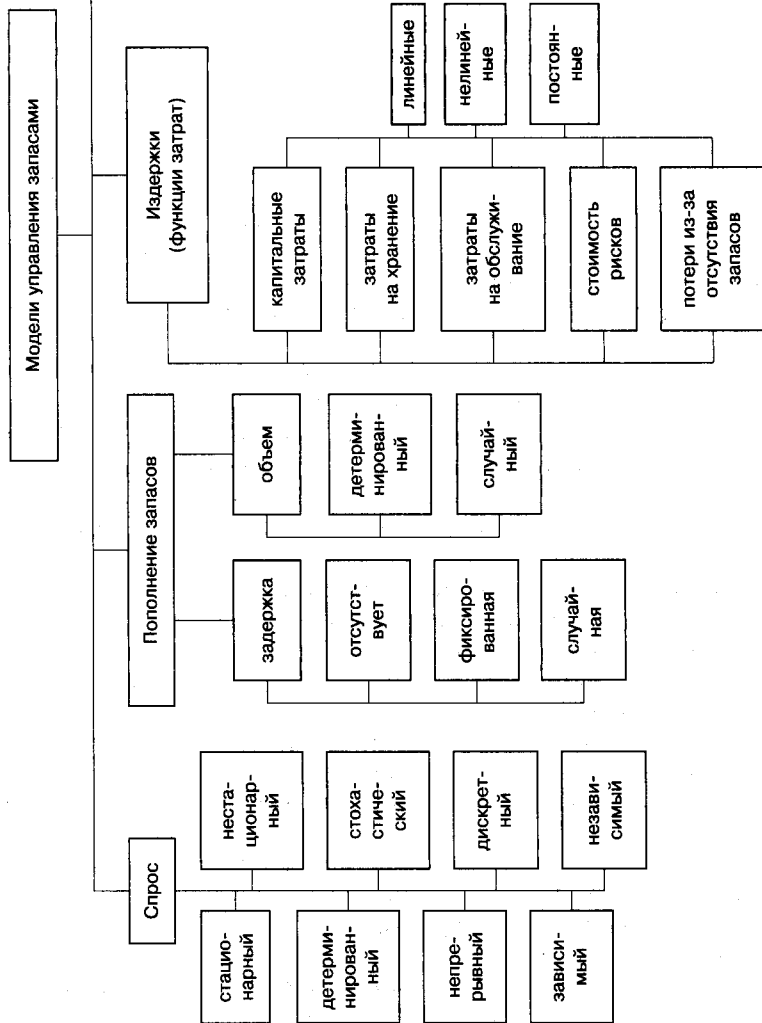 Модели управления запасами
Спрос
стацио-
нарный
детерми-
нирован-
ный
непре-
рывный
зависи-
мый
неста-
ционар-
ный
стоха-
стиче-
ский
дискрет-
ный
незави-
симый
Пополнение запасов
задержка
отсутст-
вует
фиксиро-
ванная
случай-
ная
объем
детерми-
нирован-
ный
случай-
ный
Издержки
(функции затрат)
капитальные
затраты
затраты
на хранение
затраты
на обслужи-
вание
стоимость
рисков
потери из-за
отсутствия
запасов
линейные
нелиней-
ные
постоян-
ные